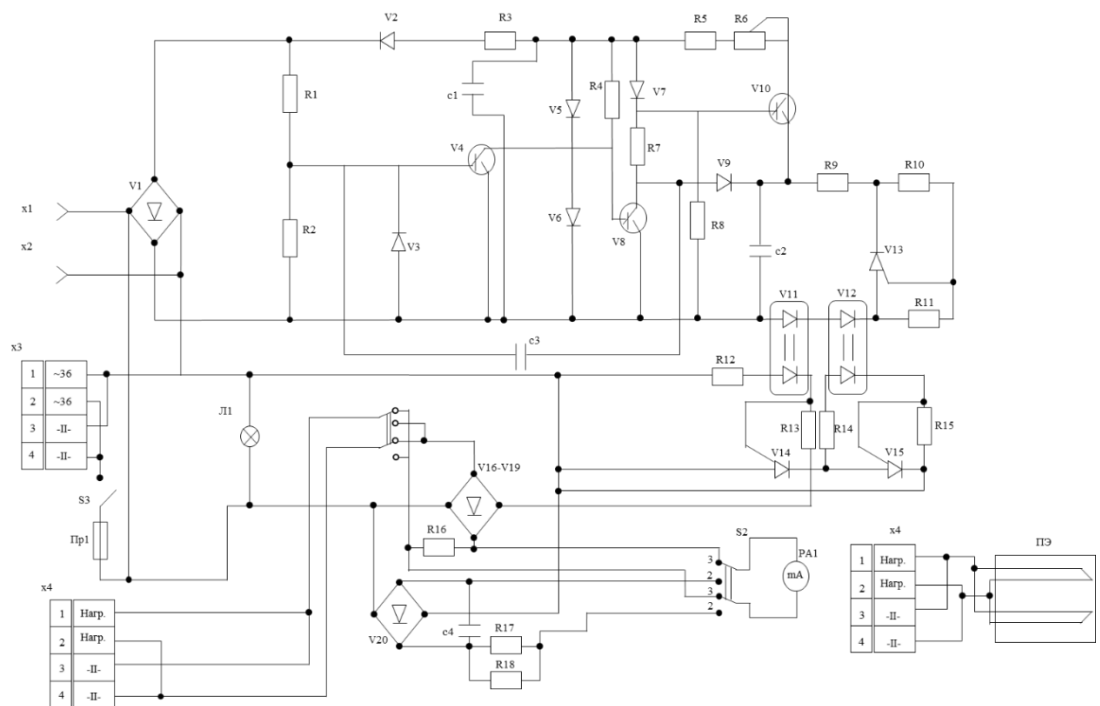 V2
R3
R5
R6
R1
c1
R4
V7
V10
V5
V4
R7
V1
V9
R9
R10
x1
R2
V6
R8
x2
V3
V8
c2
V13
V11
V12
R11
x3
c3
R12
1 ~36
2 ~36
3 -II-
4 -II-
Л1
R13
R14
R15
V16-V19
V14
V15
S3
Пр1
R16
S2
PA1
x4
ПЭ
3
2
3
2
mA
1 Нагр.
2 Нагр.
3 -II-
4 -II-
x4
1 Нагр.
2 Нагр.
3 -II-
4 -II-
V20
c4
R17
R18